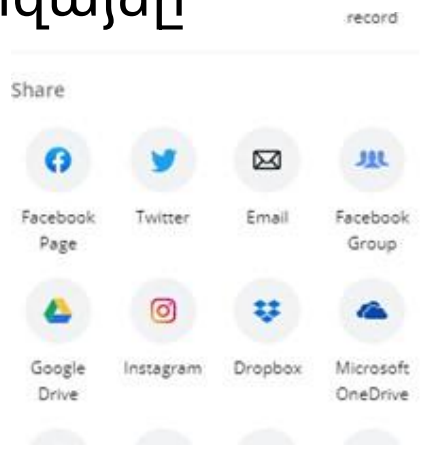 record
Share
Facebook Page
Twitter
Email
Facebook Group
Google Drive
Instagram
Dropbox
Microsoft OneDrive